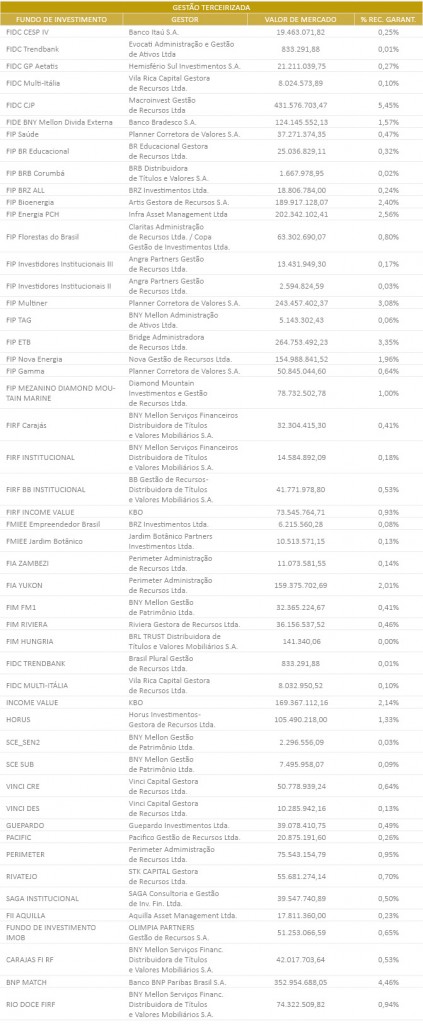 GESTÃO TERCEIRIZADA
FUNDO DE INVESTIMENTO GESTOR VALOR DE MERCADO % REC. GARANT.
FIDC CESP IV Banco Itaú S.A. 19.463.071,82 0,25%
FIDC Trendbank Evocati Administração e Gestão de Ativos Ltda 833.291,88 0,01%
FIDC GP Aetatis Hemisfério Sul Investimentos S.A. 21.211.039,75 0,27%
FIDC Multi-Itália Vila Rica Capital Gestora de Recursos Ltda. 8.024.573,89 0,10%
FIDC CJP Macroinvest Gestão de Recursos Ltda 431.576.703,47 5,45%
FIDE BNY Mellon Divida Externa Banco Bradesco S.A. 124.145.552,13 1,57%
FIP Saúde Planner Corretora de Valores S.A. 37.271.374,35 0,47%
FIP BR Educacional BR Educacional Gestora de Recursos Ltda. 25.036.829,11 0,32%
FIP BRB Corumbá BRB Distribuidora de Títulos e Valores S.A. 1.667.978,95 0,02%
FIP BRZ ALL BRZ Investimentos Ltda. 18.806.784,00 0,24%
FIP Bioenergia Artis Gestora de Recursos S.A. 189.917.128,07 2,40%
FIP Energia PCH Infra Asset Management Ltda 202.342.102,41 2,56%
FIP Florestas do Brasil Claritas Administração de Recursos Ltda. / Copa Gestão de Investimentos Ltda. 63.302.690,07 0,80%
FIP Investidores Institucionais III Angra Partners Gestão de Recursos Ltda. 13.431.949,30 0,17%
FIP Investidores Institucionais II Angra Partners Gestão de Recursos Ltda. 2.594.824,59 0,03%
FIP Multiner Planner Corretora de Valores S.A. 243.457.402,37 3,08%
FIP TAG BNY Mellon Administração de Ativos Ltda. 5.143.302,43 0,06%
FIP ETB Bridge Administradora de Recursos Ltda. 264.753.492,23 3,35%
FIP Nova Energia Nova Gestão de Recursos Ltda. 154.988.841,52 1,96%
FIP Gamma Planner Corretora de Valores S.A. 50.845.044,60 0,64%
FIP MEZANINO DIAMOND MOU-
TAIN MARINE Diamond Mountain Investimentos e Gestão de Recursos Ltda. 78.732.502,78 1,00%
FIRF Carajás BNY Mellon Serviços Financeiros Distribuidora de Títulos e Valores Mobiliários S.A. 32.304.415,30 0,41%
FIRF INSTITUCIONAL BNY Mellon Serviços Financeiros Distribuidora de Títulos e Valores Mobiliários S.A. 14.584.892,09 0,18%
FIRF BB INSTITUCIONAL BB Gestão de Recursos- Distribuidora de Títulos e Valores Mobiliários S.A. 41.771.978,80 0,53%
FIRF INCOME VALUE KBO 73.545.764,71 0,93%
FMIEE Empreendedor Brasil BRZ Investimentos Ltda. 6.215.560,28 0,08%
FMIEE Jardim Botânico Jardim Botânico Partners Investimentos Ltda. 10.513.571,15 0,13%
FIA ZAMBEZI Perimeter Administração de Recursos Ltda. 11.073.581,55 0,14%
FIA YUKON Perimeter Administração de Recursos Ltda. 159.375.702,69 2,01%
FIM FM1 BNY Mellon Gestão de Patrimônio Ltda. 32.365.224,67 0,41%
FIM RIVIERA Riviera Gestora de Recursos Ltda. 36.156.537,52 0,46%
FIM HUNGRIA BRL TRUST Distribuidora de Títulos e Valores Mobiliários S.A. 141.340,06 0,00%
FIDC TRENDBANK Brasil Plural Gestão de Recursos Ltda. 833.291,88 0,01%
FIDC MULTI-ITÁLIA Vila Rica Capital Gestora de Recursos Ltda. 8.032.950,52 0,10%
INCOME VALUE KBO 169.367.112,16 2,14%
HORUS Horus Investimentos- Gestora de Recursos Ltda. 105.490.218,00 1,33%
SCE_SEN2 BNY Mellon Gestão de Patrimônio Ltda. 2.296.556,09 0,03%
SCE SUB BNY Mellon Gestão de Patrimônio Ltda. 7.495.958,07 0,09%
VINCI CRE Vinci Capital Gestora de Recursos Ltda. 50.778.939,24 0,64%
VINCI DES Vinci Capital Gestora de Recursos Ltda. 10.285.942,16 0,13%
GUEPARDO Guepardo Investimentos Ltda. 39.078.410,75 0,49%
PACIFIC Pacifico Gestão de Recursos Ltda. 20.875.191,60 0,26%
PERIMETER Perimeter Administração de Recursos Ltda. 75.543.154,79 0,95%
RIVATEJO STK CAPITAL Gestora de Recursos Ltda. 55.681.274,14 0,70%
SAGA INSTITUCIONAL SAGA Consultoria e Gestão de Inv. Fin. Ltda. 39.547.740,89 0,50%
FII AQUILLA Aquilla Asset Management Ltda. 17.811.360,00 0,23%
FUNDO DE INVESTIMENTO
IMOB OLIMPIA PARTNERS Gestão de Recursos S.A. 51.253.066,59 0,65%
CARAJAS FI RF BNY Mellon Serviços Financ. Distribuidora de Títulos e Valores Mobiliários S.A. 42.017.703,64 0,53%
BNP MATCH Banco BNP Paribas Brasil S.A. 352.954.688,05 4,46%
RIO DOCE FIRF BNY Mellon Serviços Financ. Distribuidora de Títulos e Valores Mobiliários S.A. 74.322.509,82 0,94%